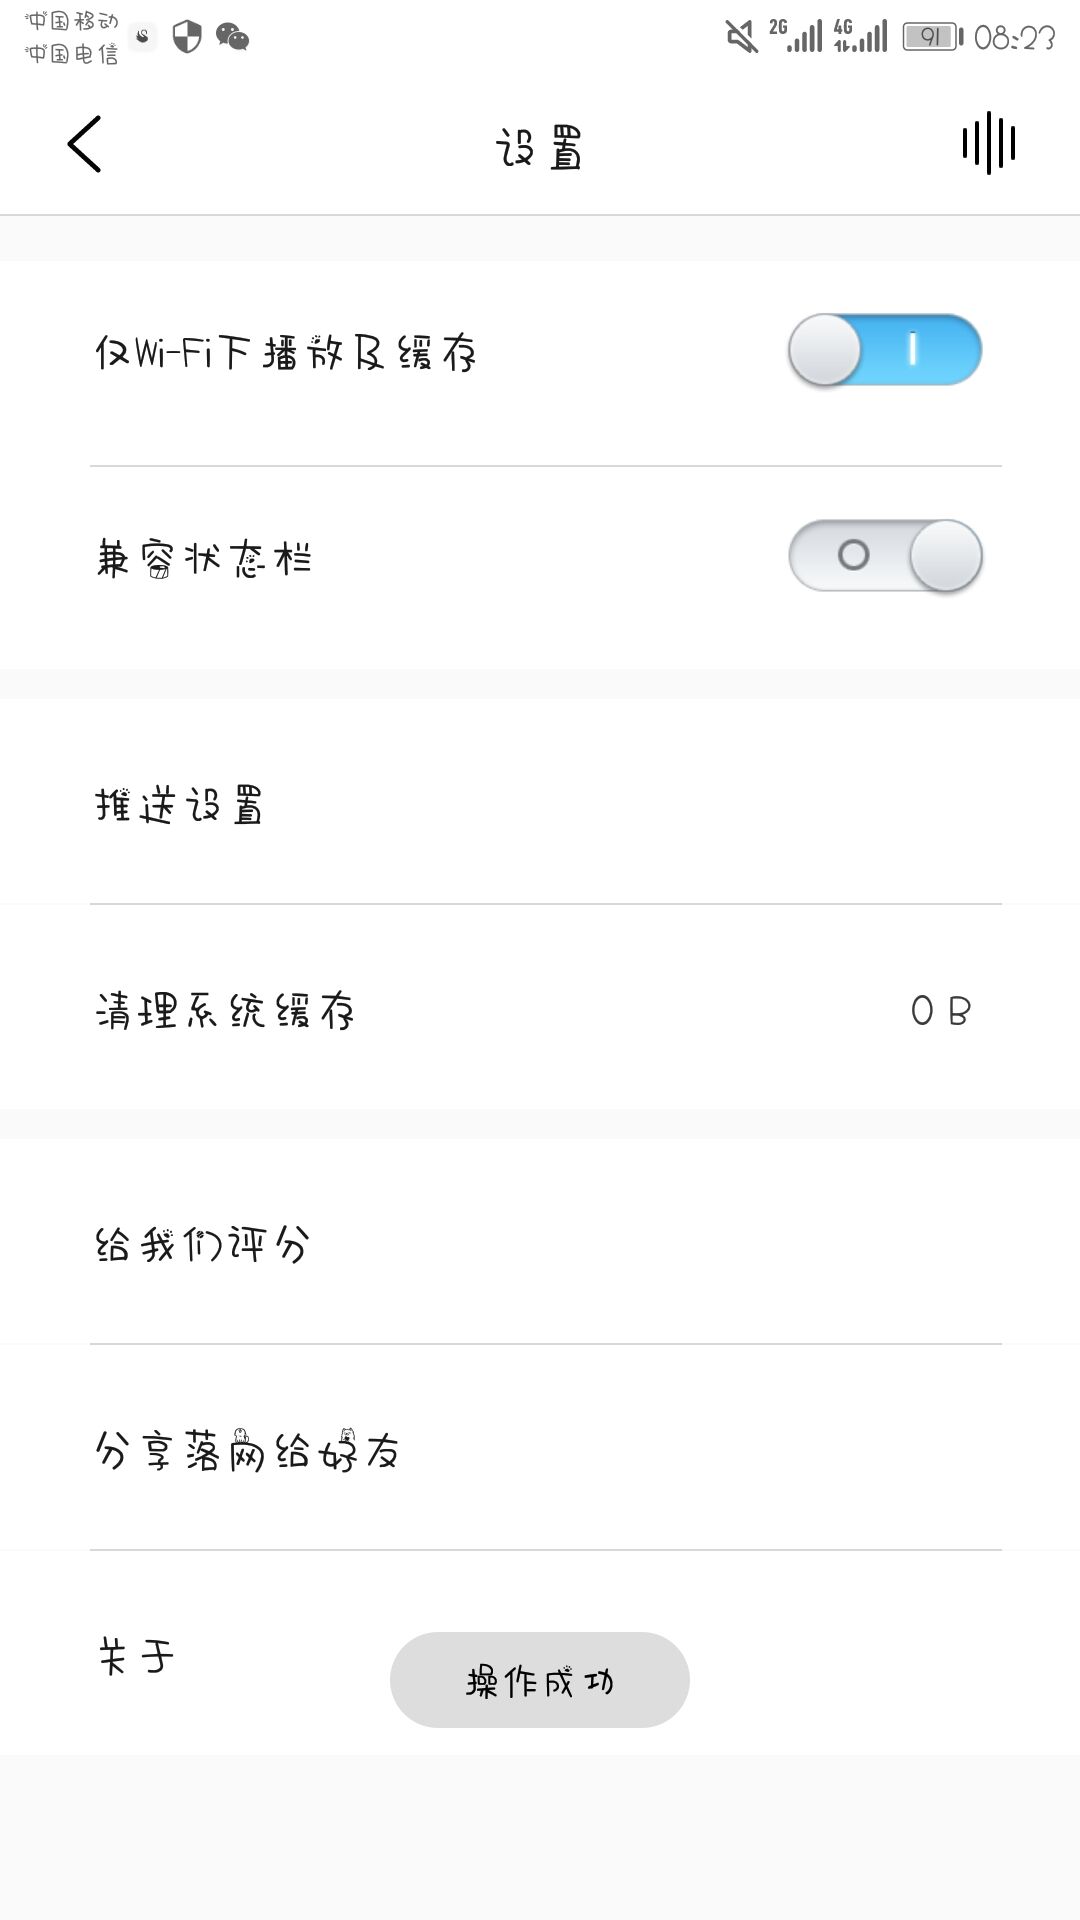 中国移动
中国电信
2G 4G 91 08:23
设置
仅Wi-Fi下播放及缓存
兼容状态栏
推送设置
清理系统缓存 0 B
给我们评分
分享落网给好友
关于
操作成功